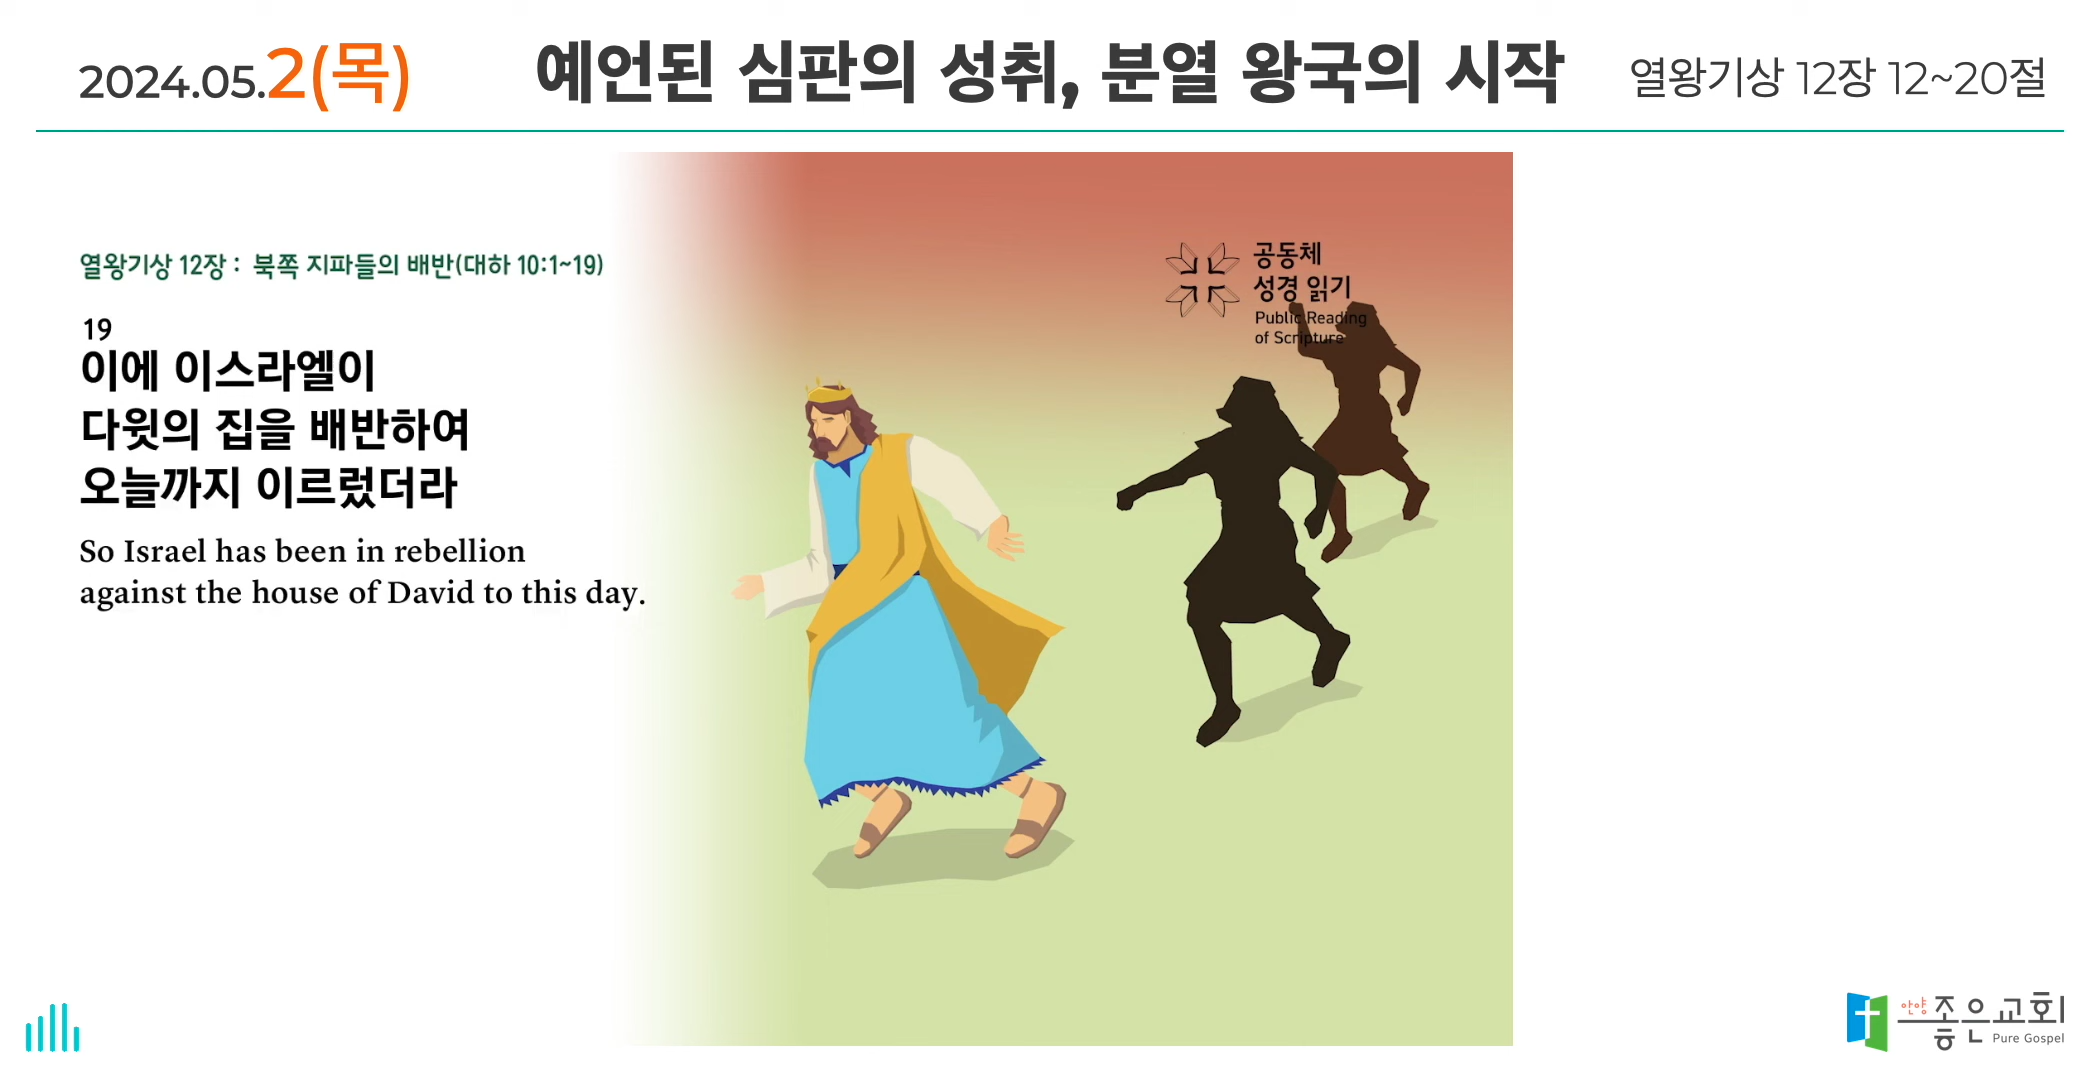 2024.05.2(목) 예언된 심판의 성취, 분열 왕국의 시작 열왕기상 12장 12~20절
열왕기상 12장 : 북쪽 지파들의 배반(대하 10:1~19)
19
이에 이스라엘이
다윗의 집을 배반하여
오늘까지 이르렀더라
So Israel has been in rebellion
against the house of David to this day.
공동체
성경 읽기
Public Reading
of Scripture
안양 좋은교회
Pure Gospel